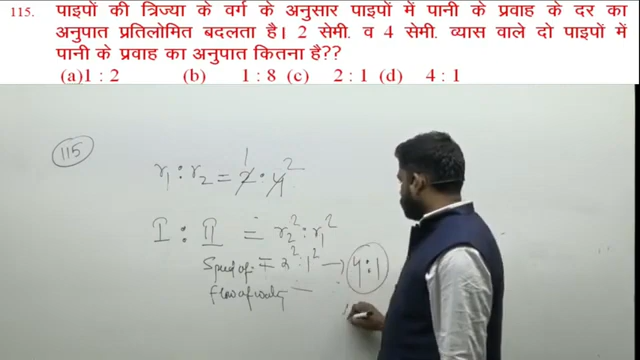 115. पाइपों की त्रिज्या के वर्ग के अनुसार पाइपों में पानी के प्रवाह के दर का
अनुपात प्रतिलोमित बदलता है। 2 सेमी. व 4 सेमी. व्यास वाले दो पाइपों में
पानी के प्रवाह का अनुपात कितना है??
(a)1 : 2 (b) 1 : 8 (c) 2 : 1 (d) 4 : 1
115
1 2
r₁ : r₂ = 2 : 4
I : II = r₂² : r₁²
Speed of = 2² : 1² → 4:1
flow of